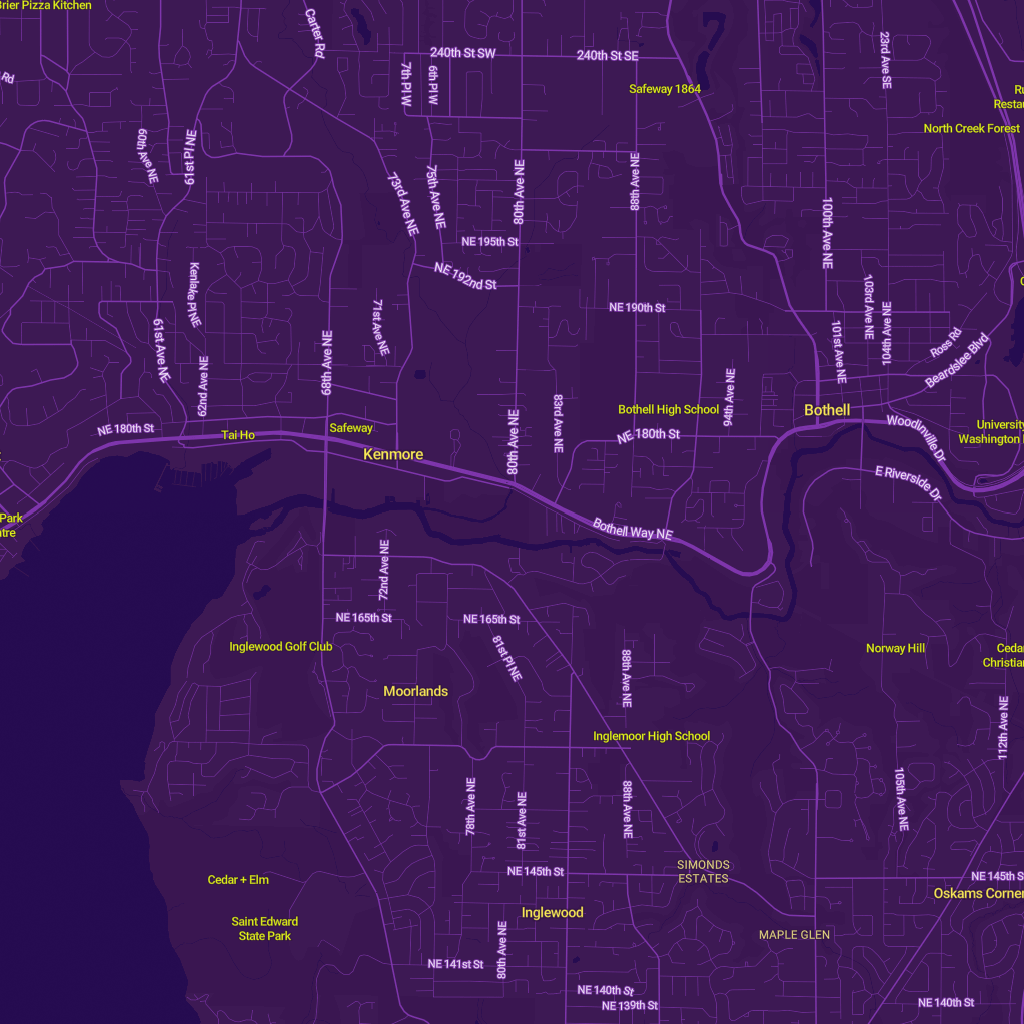 Brier Pizza Kitchen
Carter Rd
240th St SW
240th St SE
23rd Ave SE
Rd
7th Pl W
6th Pl W
Safeway 1864
North Creek Forest
60th Ave NE
61st Pl NE
73rd Ave NE
75th Ave NE
80th Ave NE
88th Ave NE
100th Ave NE
NE 195th St
NE 192nd St
Kenlake Pl NE
NE 190th St
103rd Ave NE
104th Ave NE
71st Ave NE
61st Ave NE
62nd Ave NE
68th Ave NE
101st Ave NE
Ross Rd
Beardslee Blvd
94th Ave NE
83rd Ave NE
80th Ave NE
Bothell High School
Bothell
NE 180th St
Tai Ho
Safeway
Kenmore
NE 180th St
Woodinville Dr
University
Washington
E Riverside Dr
Park
Bothell Way NE
72nd Ave NE
NE 165th St
NE 165th St
81st Pl NE
Inglewood Golf Club
88th Ave NE
Norway Hill
Moorlands
Inglemoor High School
112th Ave NE
78th Ave NE
81st Ave NE
88th Ave NE
105th Ave NE
Cedar + Elm
NE 145th St
SIMONDS
ESTATES
NE 145th S
Oskams Corner
Saint Edward
State Park
Inglewood
MAPLE GLEN
80th Ave NE
NE 141st St
NE 140th St
NE 139th St
NE 140th St